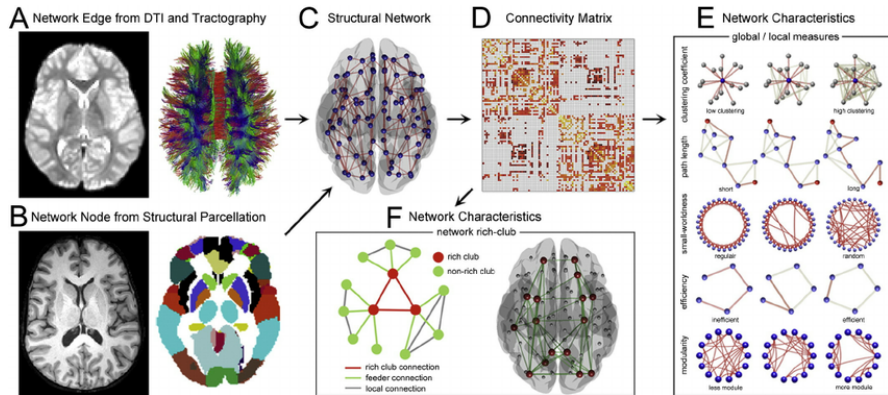 A Network Edge from DTI and Tractography
C Structural Network
D Connectivity Matrix
E Network Characteristics
global / local measures
clustering coefficient
low clustering
high clustering
path length
short
long
small-worldness
regulair
random
efficiency
inefficient
efficient
modularity
less module
more module
B Network Node from Structural Parcellation
F Network Characteristics
network rich-club
rich club
non-rich club
rich club connection
feeder connection
local connection